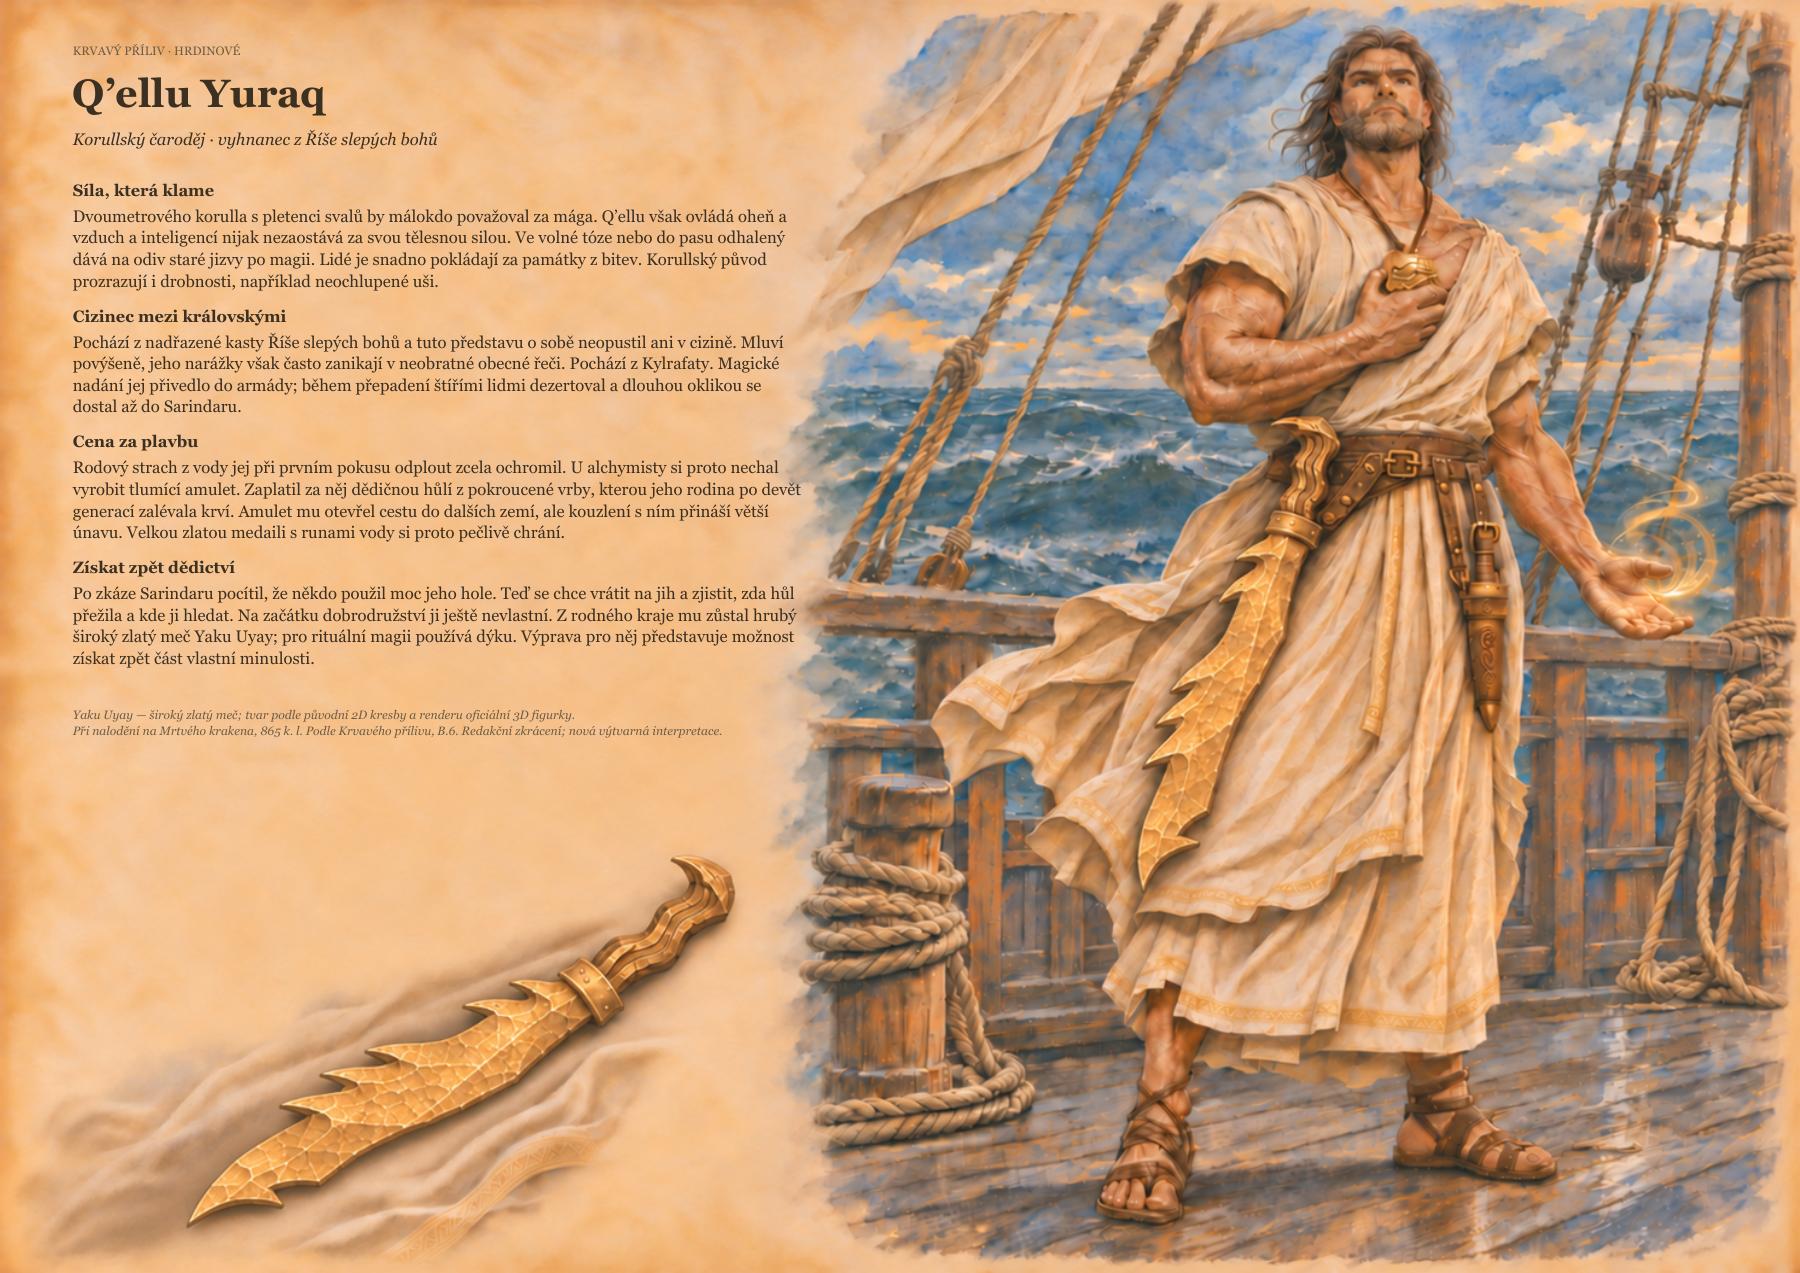 KRVAVÝ PŘÍLIV · HRDINOVÉ
Q’ellu Yuraq
Korullský čaroděj · vyhnanec z Říše slepých bohů
Síla, která klame
Dvoumetrového korulla s pletenci svalů by málokdo považoval za mága. Q’ellu však ovládá oheň a
vzduch a inteligencí nijak nezaostává za svou tělesnou silou. Ve volné tóze nebo do pasu odhalený
dává na odiv staré jizvy po magii. Lidé je snadno pokládají za památky z bitev. Korullský původ
prozrazují i drobnosti, například neochlupené uši.
Cizinec mezi královskými
Pochází z nadřazené kasty Říše slepých bohů a tuto představu o sobě neopustil ani v cizině. Mluví
povýšeně, jeho narážky však často zanikají v neobratné obecné řeči. Pochází z Kylrafaty. Magické
nadání jej přivedlo do armády; během přepadení štířími lidmi dezertoval a dlouhou oklikou se
dostal až do Sarindaru.
Cena za plavbu
Rodový strach z vody jej při prvním pokusu odplout zcela ochromil. U alchymisty si proto nechal
vyrobit tlumící amulet. Zaplatil za něj dědičnou hůlí z pokroucené vrby, kterou jeho rodina po devět
generací zalévala krví. Amulet mu otevřel cestu do dalších zemí, ale kouzlení s ním přináší větší
únavu. Velkou zlatou medaili s runami vody si proto pečlivě chrání.
Získat zpět dědictví
Po zkáze Sarindaru pocítil, že někdo použil moc jeho hole. Teď se chce vrátit na jih a zjistit, zda hůl
přežila a kde ji hledat. Na začátku dobrodružství ji ještě nevlastní. Z rodného kraje mu zůstal hrubý
široký zlatý meč Yaku Uyay; pro rituální magii používá dýku. Výprava pro něj představuje možnost
získat zpět část vlastní minulosti.
Yaku Uyay — široký zlatý meč; tvar podle původní 2D kresby a renderu oficiální 3D figurky.
Při nalodění na Mrtvého krakena, 865 k. l. Podle Krvavého přílivu, B.6. Redakční zkrácení; nová výtvarná interpretace.